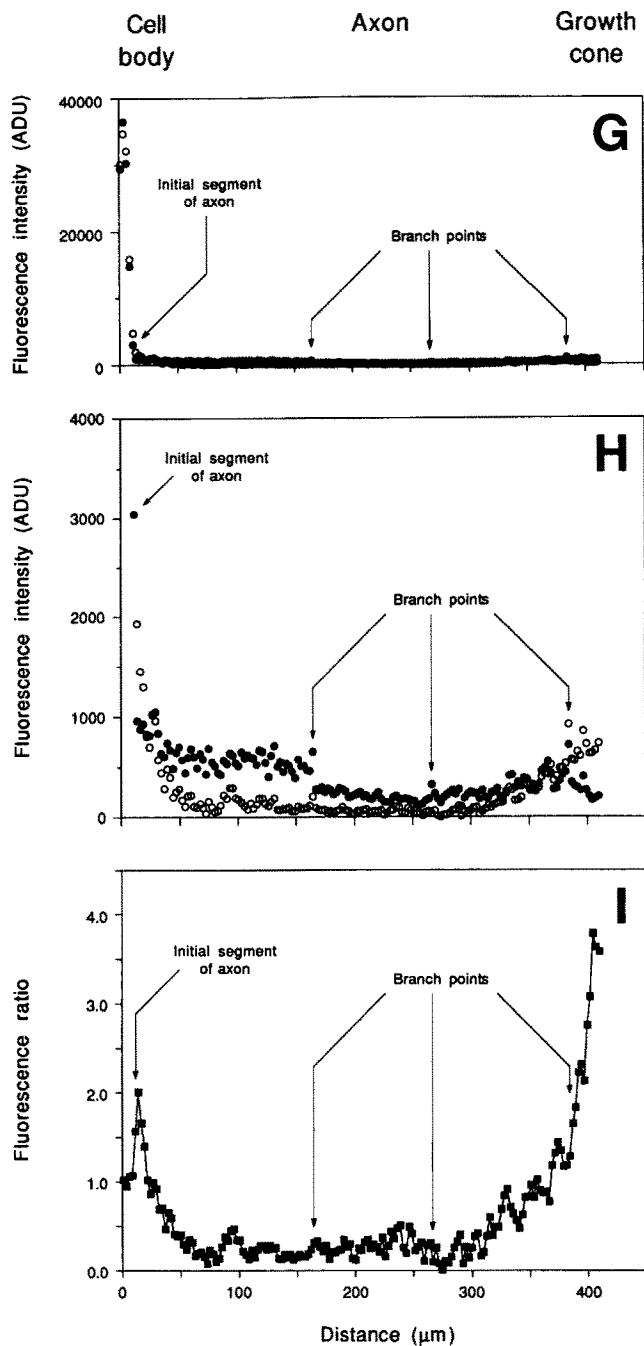 Cell
body
Axon
Growth
cone
Fluorescence intensity (ADU)
40000
20000
0
G
Initial segment
of axon
Branch points
Fluorescence intensity (ADU)
4000
3000
2000
1000
0
H
Initial segment
of axon
Branch points
Fluorescence ratio
4.0
3.0
2.0
1.0
0.0
I
Initial segment
of axon
Branch points
0
100
200
300
400
Distance (μm)